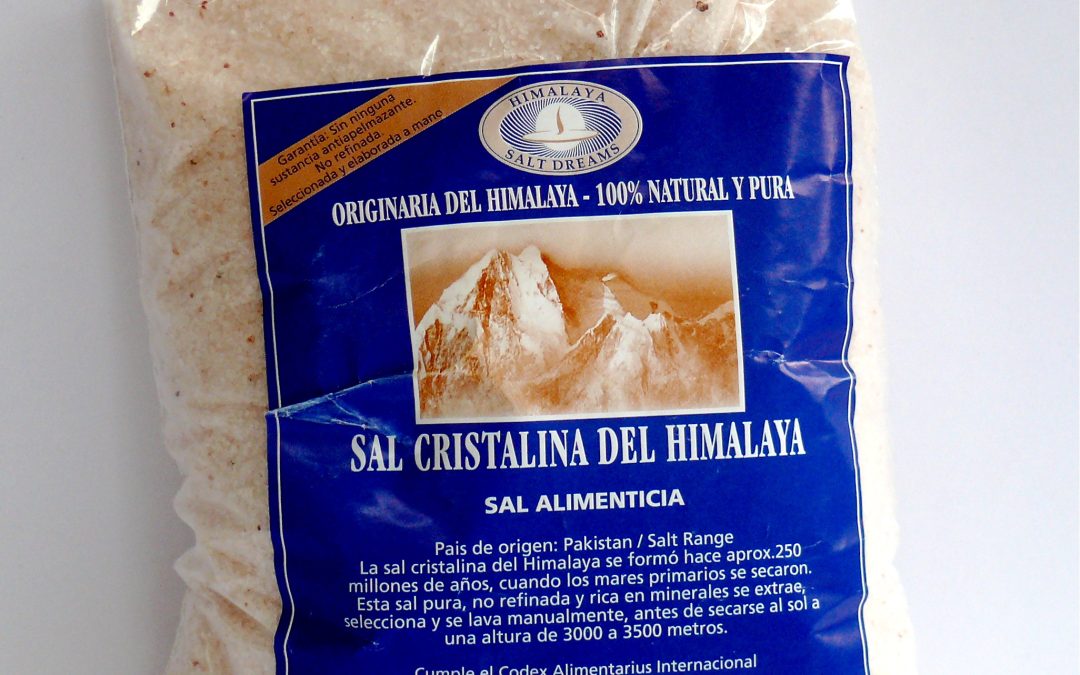 Garantía: Sin ninguna
sustancia antiapelmazante.
No refinada.
Seleccionada y elaborada a mano
HIMALAYA
SALT DREAMS
ORIGINARIA DEL HIMALAYA - 100% NATURAL Y PURA
SAL CRISTALINA DEL HIMALAYA
SAL ALIMENTICIA
Pais de origen: Pakistan / Salt Range
La sal cristalina del Himalaya se formó hace aprox.250
millones de años, cuando los mares primarios se secaron.
Esta sal pura, no refinada y rica en minerales se extrae,
selecciona y se lava manualmente, antes de secarse al sol a
una altura de 3000 a 3500 metros.
Cumple el Codex Alimentarius Internacional